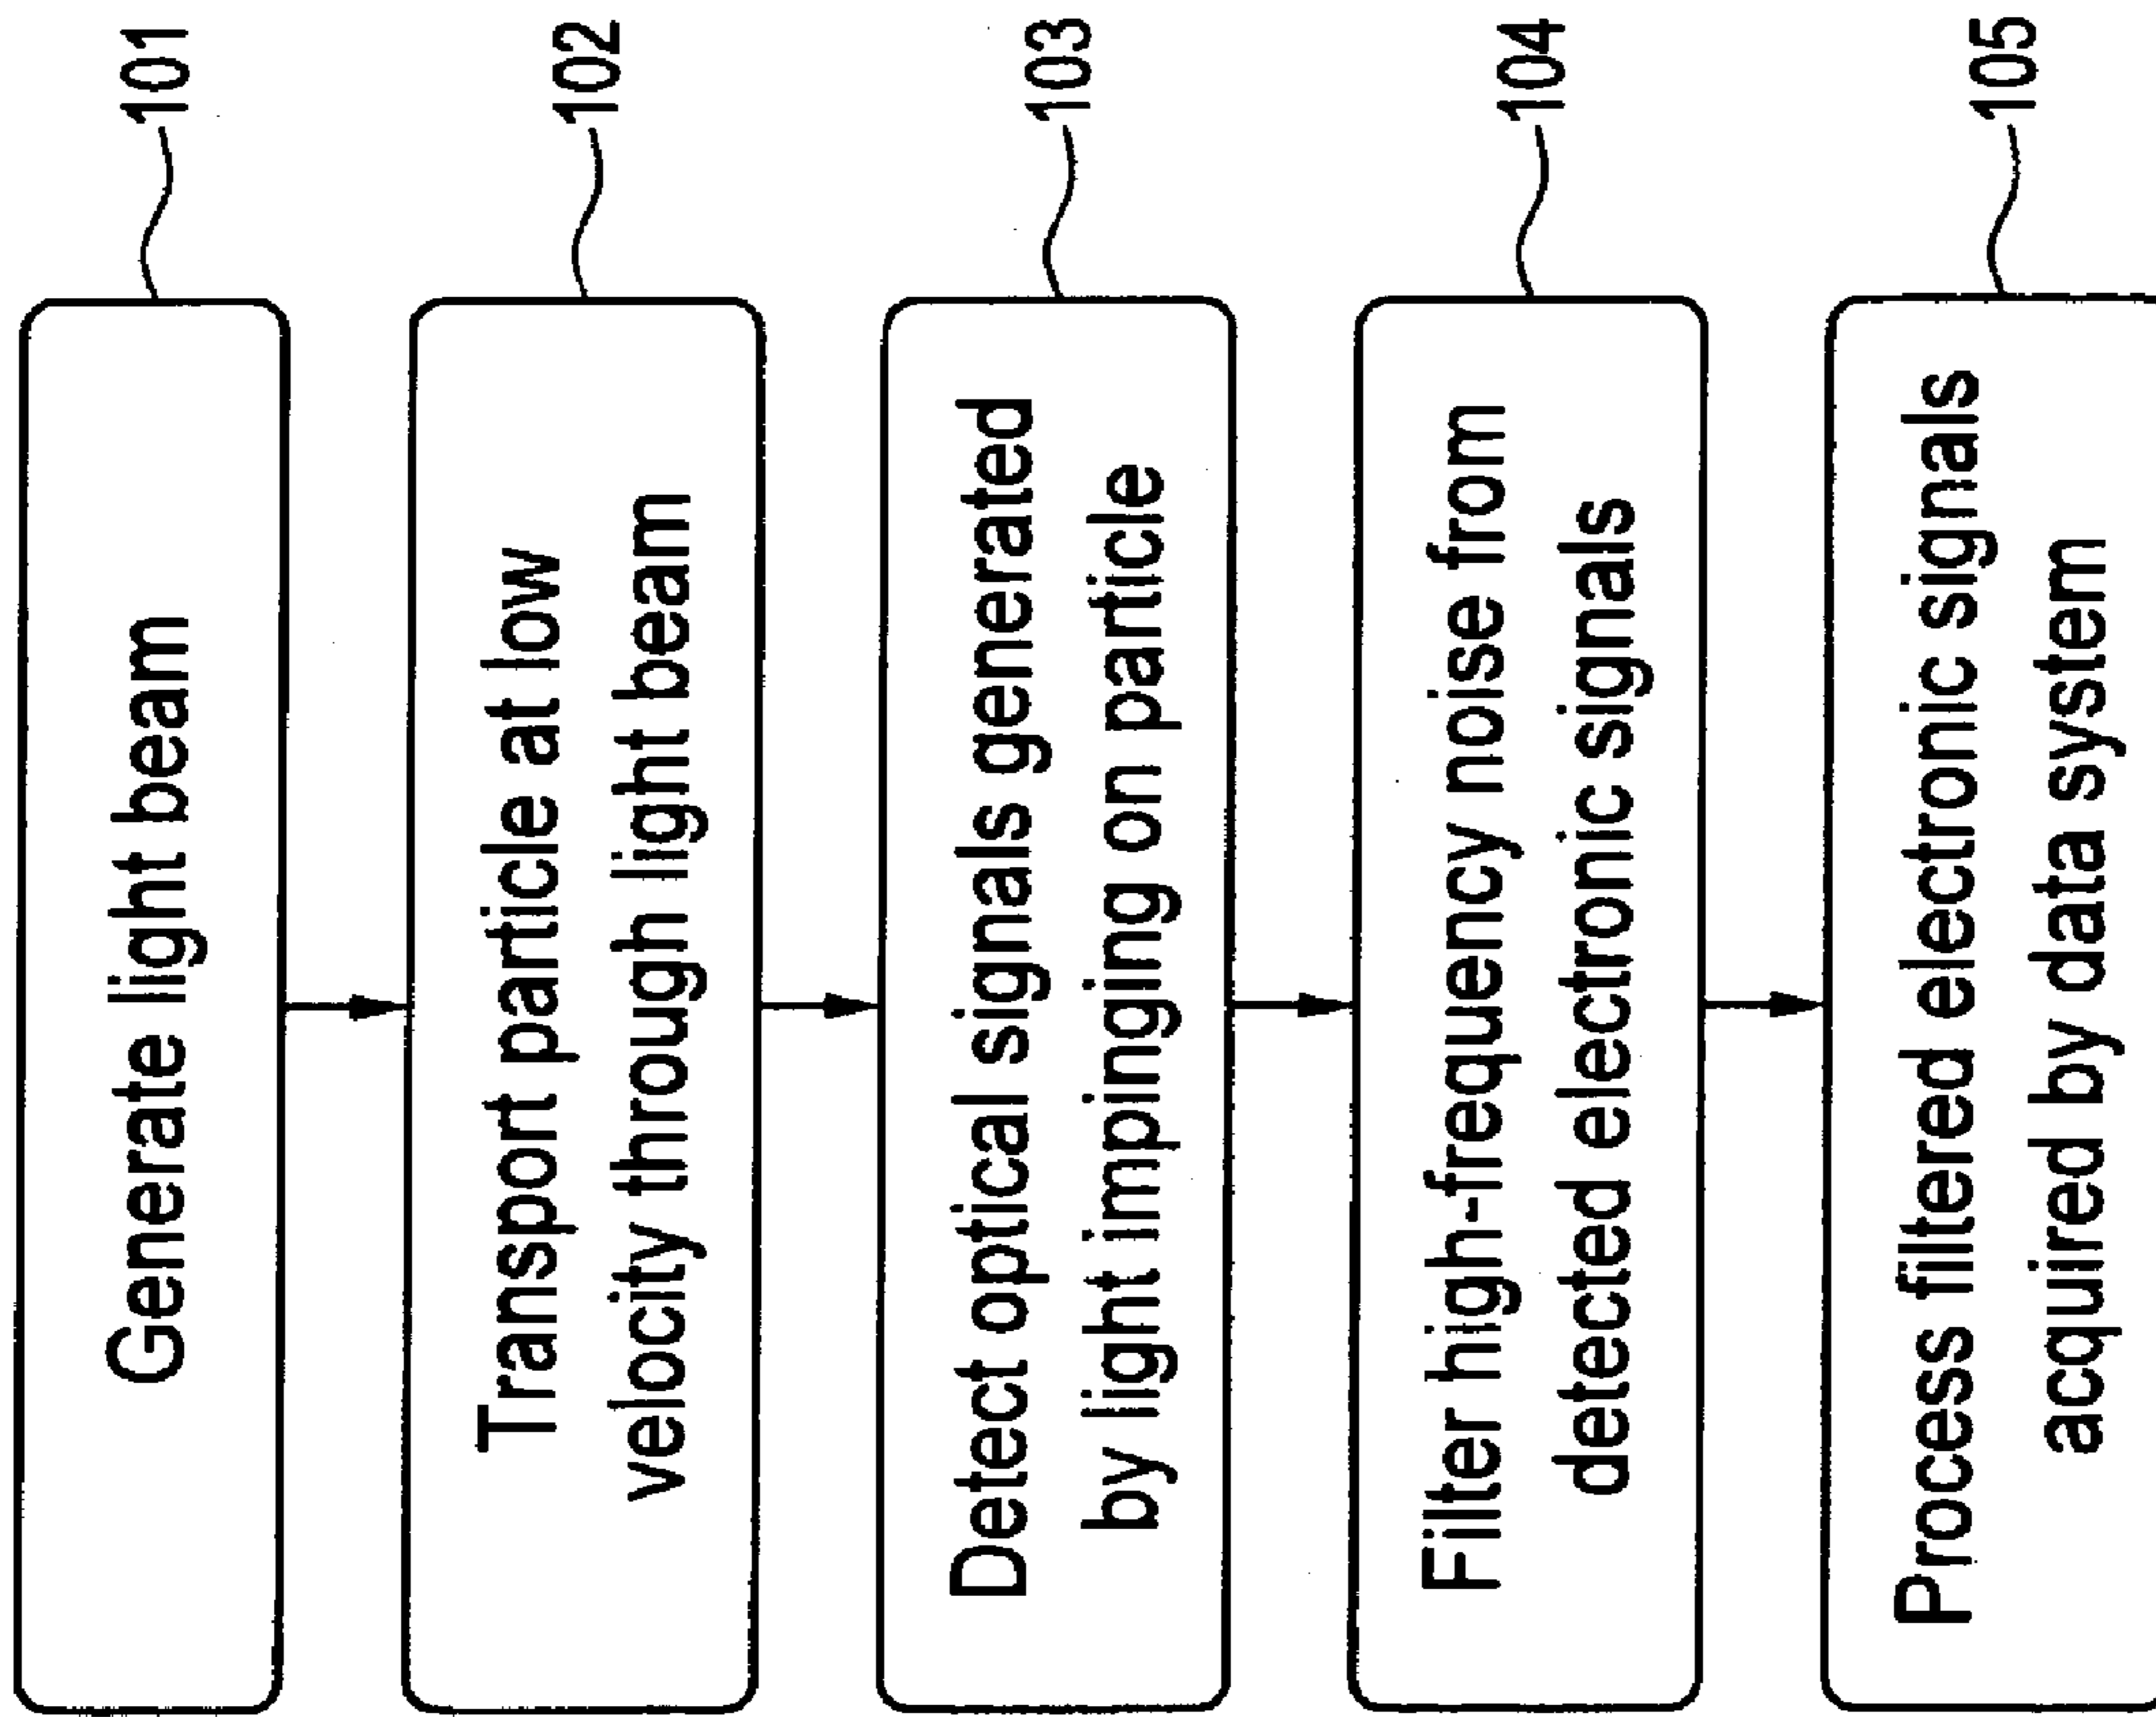 Generate light beam
101
Transport particle at low
velocity through light beam
102
Detect optical signals generated
by light impinging on particle
103
Filter high-frequency noise from
detected electronic signals
104
Process filtered electronic signals
acquired by data system
105